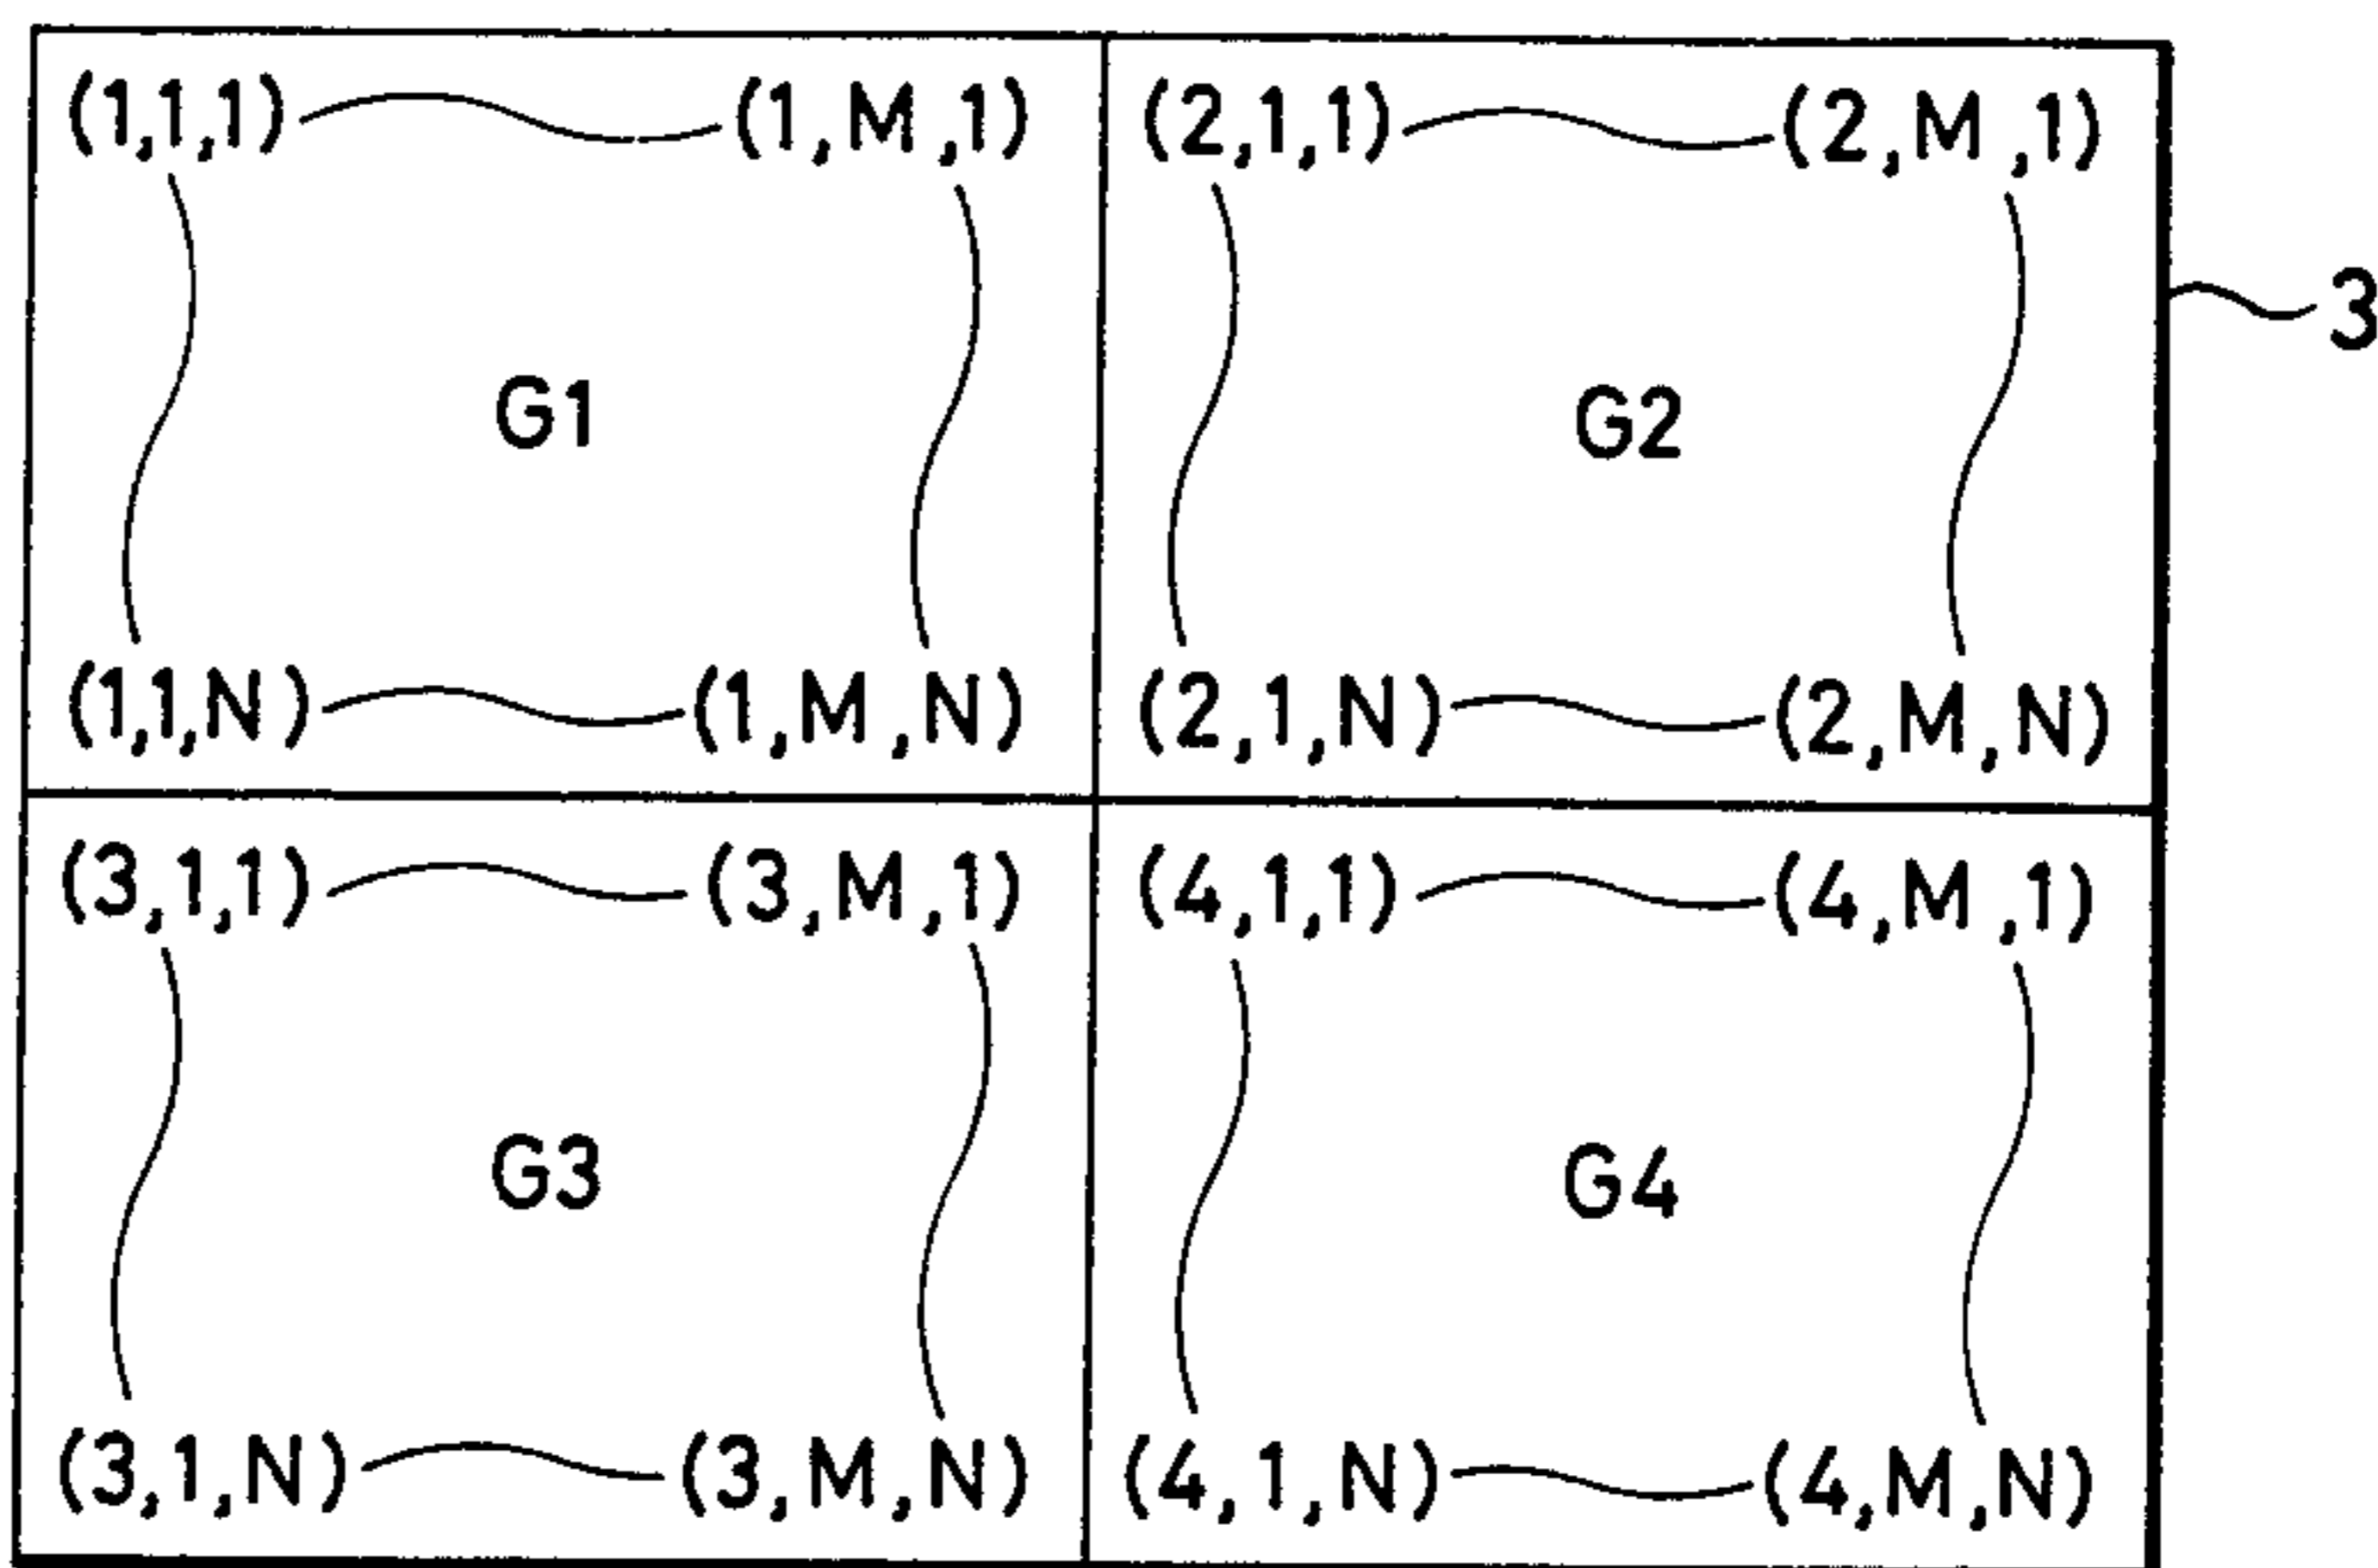 (1,1,1) (1,M,1) (2,1,1) (2,M,1)
3
G1 G2
(1,1,N) (1,M,N) (2,1,N) (2,M,N)
(3,1,1) (3,M,1) (4,1,1) (4,M,1)
G3 G4
(3,1,N) (3,M,N) (4,1,N) (4,M,N)